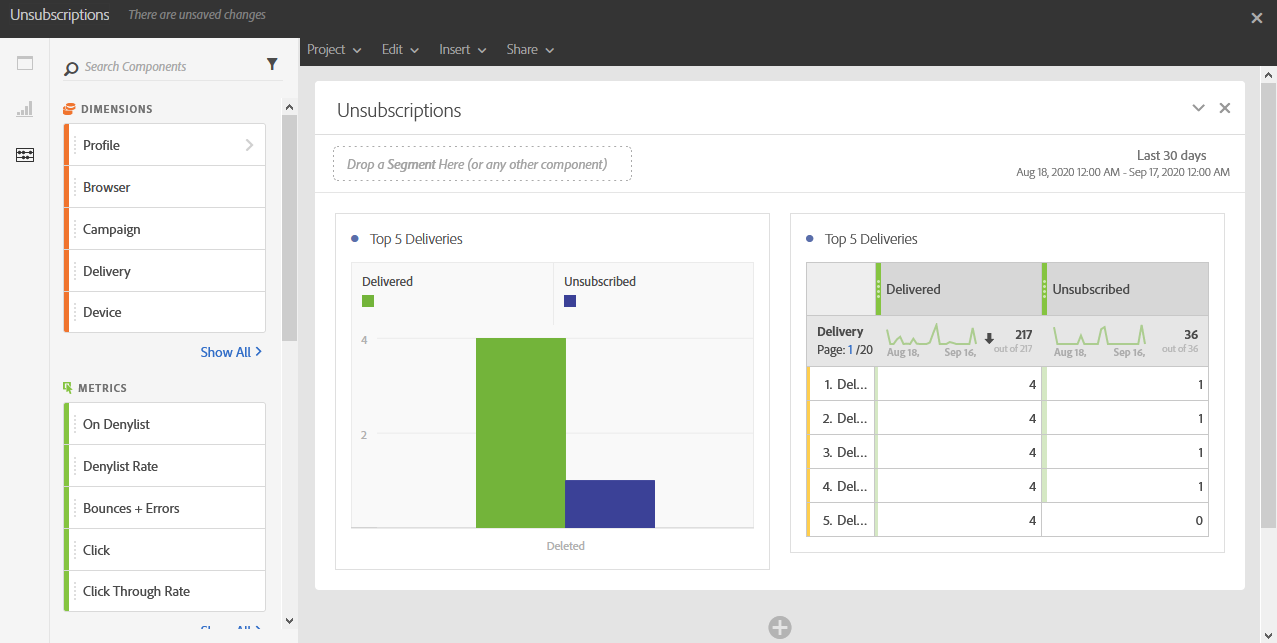 Unsubscriptions There are unsaved changes
Project Edit Insert Share
Search Components
DIMENSIONS
Profile
Browser
Campaign
Delivery
Device
Show All
METRICS
On Denylist
Denylist Rate
Bounces + Errors
Click
Click Through Rate
Show All
Unsubscriptions
Drop a Segment Here (or any other component)
Last 30 days
Aug 18, 2020 12:00 AM - Sep 17, 2020 12:00 AM
Top 5 Deliveries
Delivered Unsubscribed
4
2
Deleted
Top 5 Deliveries
Delivered Unsubscribed
Delivery 217 36
Page: 1 /20 Aug 18, Sep 16, out of 217 Aug 18, Sep 16, out of 36
1. Del... 4 1
2. Del... 4 1
3. Del... 4 1
4. Del... 4 1
5. Del... 4 0